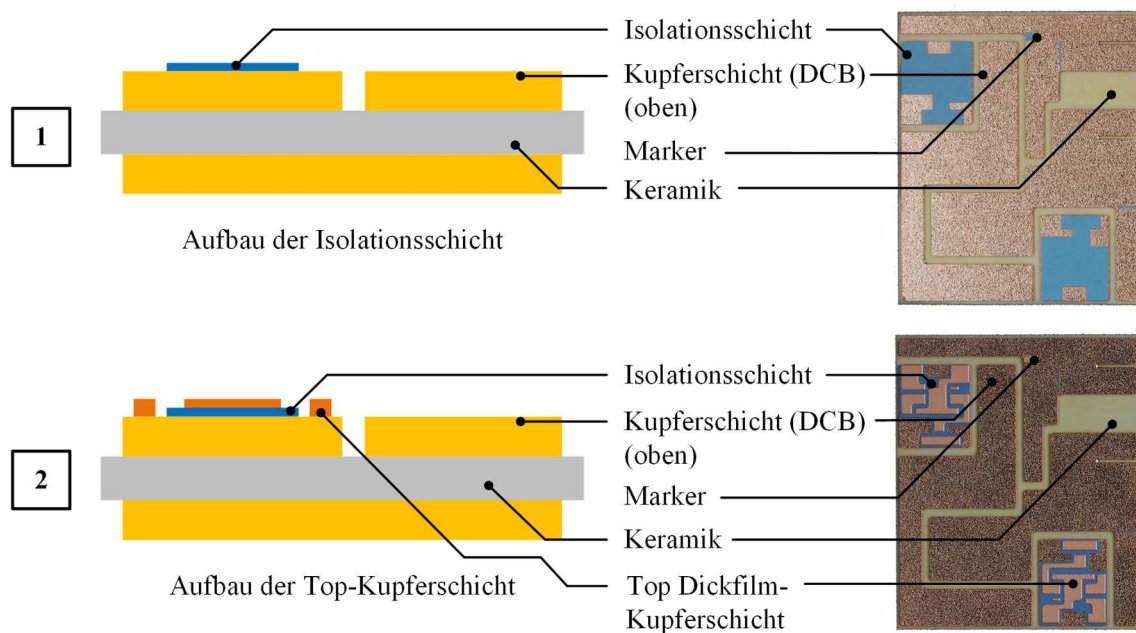 Isolationsschicht
Kupferschicht (DCB)
(oben)
1
Marker
Keramik
Aufbau der Isolationsschicht
Isolationsschicht
Kupferschicht (DCB)
(oben)
2
Marker
Keramik
Aufbau der Top-Kupferschicht
Top Dickfilm-
Kupferschicht